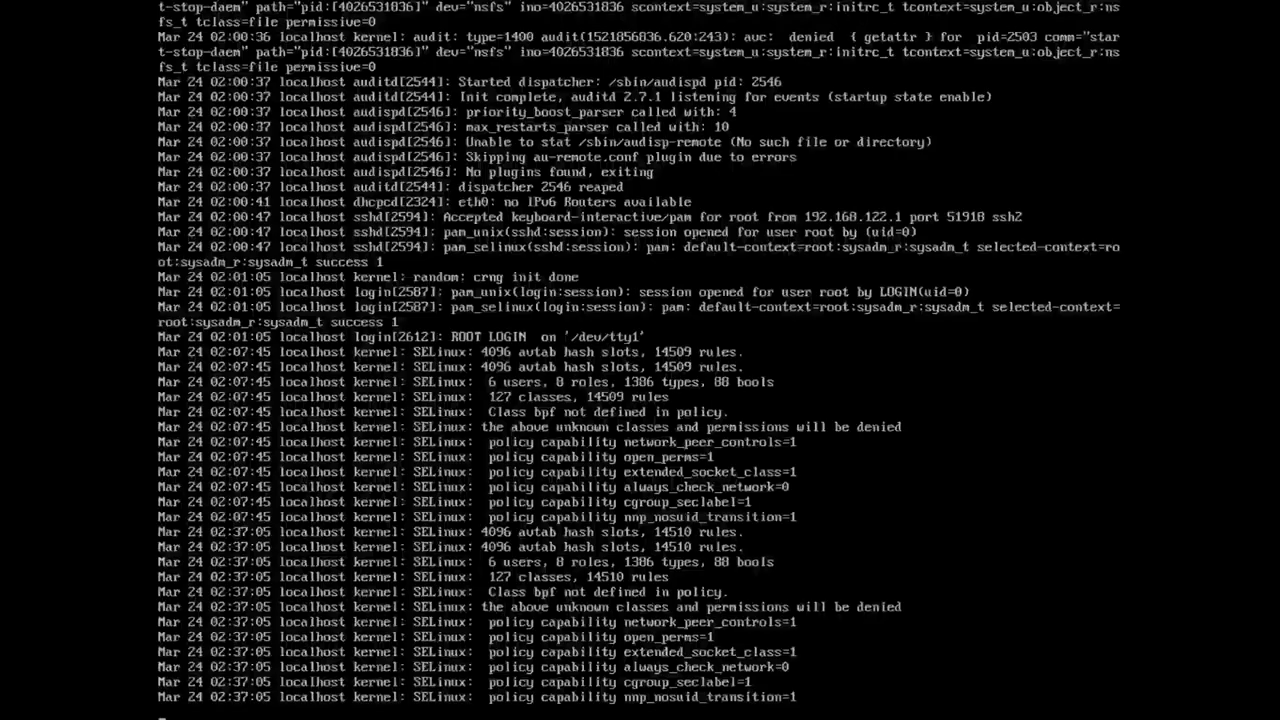 t-stop-daem" path="pid:[4026531836]" dev="nsfs" ino=4026531836 scontext=system_u:system_r:initrc_t tcontext=system_u:object_r:ns
fs_t tclass=file permissive=0
Mar 24 02:00:36 localhost kernel: audit: type=1400 audit(1521856836.620:243): avc:  denied  { getattr } for  pid=2503 comm="star
t-stop-daem" path="pid:[4026531836]" dev="nsfs" ino=4026531836 scontext=system_u:system_r:initrc_t tcontext=system_u:object_r:ns
fs_t tclass=file permissive=0
Mar 24 02:00:37 localhost auditd[2544]: Started dispatcher: /sbin/audispd pid: 2546
Mar 24 02:00:37 localhost auditd[2544]: Init complete, auditd 2.7.1 listening for events (startup state enable)
Mar 24 02:00:37 localhost audispd[2546]: priority_boost_parser called with: 4
Mar 24 02:00:37 localhost audispd[2546]: max_restarts_parser called with: 10
Mar 24 02:00:37 localhost audispd[2546]: Unable to stat /sbin/audisp-remote (No such file or directory)
Mar 24 02:00:37 localhost audispd[2546]: Skipping au-remote.conf plugin due to errors
Mar 24 02:00:37 localhost audispd[2546]: No plugins found, exiting
Mar 24 02:00:37 localhost auditd[2544]: dispatcher 2546 reaped
Mar 24 02:00:41 localhost dhcpcd[2324]: eth0: no IPv6 Routers available
Mar 24 02:00:47 localhost sshd[2594]: Accepted keyboard-interactive/pam for root from 192.168.122.1 port 51918 ssh2
Mar 24 02:00:47 localhost sshd[2594]: pam_unix(sshd:session): session opened for user root by (uid=0)
Mar 24 02:00:47 localhost sshd[2594]: pam_selinux(sshd:session): pam: default-context=root:sysadm_r:sysadm_t selected-context=ro
ot:sysadm_r:sysadm_t success 1
Mar 24 02:01:05 localhost kernel: random: crng init done
Mar 24 02:01:05 localhost login[2587]: pam_unix(login:session): session opened for user root by LOGIN(uid=0)
Mar 24 02:01:05 localhost login[2587]: pam_selinux(login:session): pam: default-context=root:sysadm_r:sysadm_t selected-context=
root:sysadm_r:sysadm_t success 1
Mar 24 02:01:05 localhost login[2612]: ROOT LOGIN  on '/dev/tty1'
Mar 24 02:07:45 localhost kernel: SELinux: 4096 avtab hash slots, 14509 rules.
Mar 24 02:07:45 localhost kernel: SELinux: 4096 avtab hash slots, 14509 rules.
Mar 24 02:07:45 localhost kernel: SELinux:  6 users, 8 roles, 1386 types, 88 bools
Mar 24 02:07:45 localhost kernel: SELinux:  127 classes, 14509 rules
Mar 24 02:07:45 localhost kernel: SELinux:  Class bpf not defined in policy.
Mar 24 02:07:45 localhost kernel: SELinux: the above unknown classes and permissions will be denied
Mar 24 02:07:45 localhost kernel: SELinux:  policy capability network_peer_controls=1
Mar 24 02:07:45 localhost kernel: SELinux:  policy capability open_perms=1
Mar 24 02:07:45 localhost kernel: SELinux:  policy capability extended_socket_class=1
Mar 24 02:07:45 localhost kernel: SELinux:  policy capability always_check_network=0
Mar 24 02:07:45 localhost kernel: SELinux:  policy capability cgroup_seclabel=1
Mar 24 02:07:45 localhost kernel: SELinux:  policy capability nnp_nosuid_transition=1
Mar 24 02:37:05 localhost kernel: SELinux: 4096 avtab hash slots, 14510 rules.
Mar 24 02:37:05 localhost kernel: SELinux: 4096 avtab hash slots, 14510 rules.
Mar 24 02:37:05 localhost kernel: SELinux:  6 users, 8 roles, 1386 types, 88 bools
Mar 24 02:37:05 localhost kernel: SELinux:  127 classes, 14510 rules
Mar 24 02:37:05 localhost kernel: SELinux:  Class bpf not defined in policy.
Mar 24 02:37:05 localhost kernel: SELinux: the above unknown classes and permissions will be denied
Mar 24 02:37:05 localhost kernel: SELinux:  policy capability network_peer_controls=1
Mar 24 02:37:05 localhost kernel: SELinux:  policy capability open_perms=1
Mar 24 02:37:05 localhost kernel: SELinux:  policy capability extended_socket_class=1
Mar 24 02:37:05 localhost kernel: SELinux:  policy capability always_check_network=0
Mar 24 02:37:05 localhost kernel: SELinux:  policy capability cgroup_seclabel=1
Mar 24 02:37:05 localhost kernel: SELinux:  policy capability nnp_nosuid_transition=1